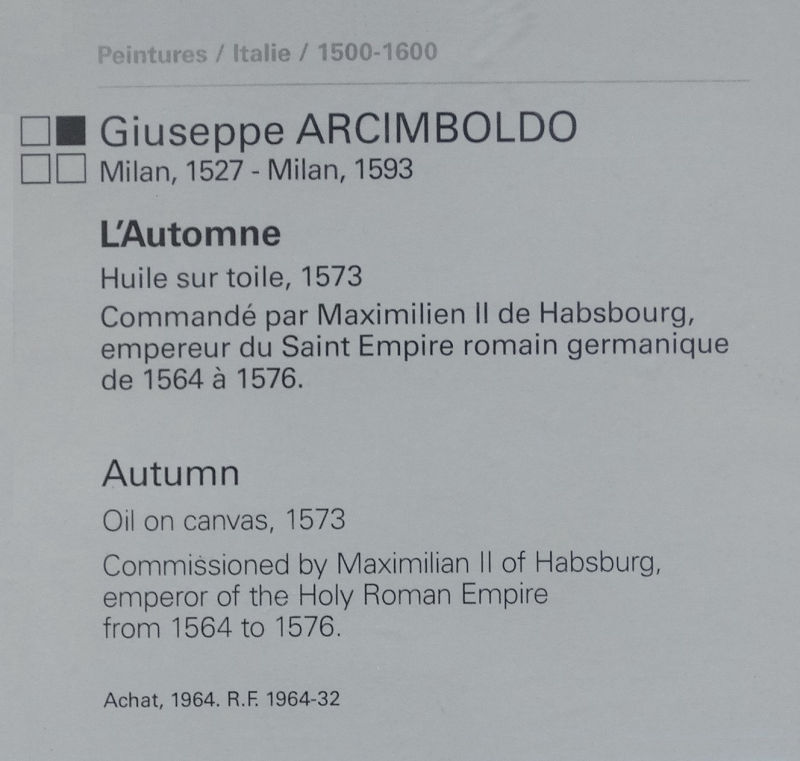 Peintures / Italie / 1500-1600
Giuseppe ARCIMBOLDO
Milan, 1527 - Milan, 1593
L'Automne
Huile sur toile, 1573
Commandé par Maximilien II de Habsbourg,
empereur du Saint Empire romain germanique
de 1564 à 1576.
Autumn
Oil on canvas, 1573
Commissioned by Maximilian II of Habsburg,
emperor of the Holy Roman Empire
from 1564 to 1576.
Achat, 1964. R.F. 1964-32